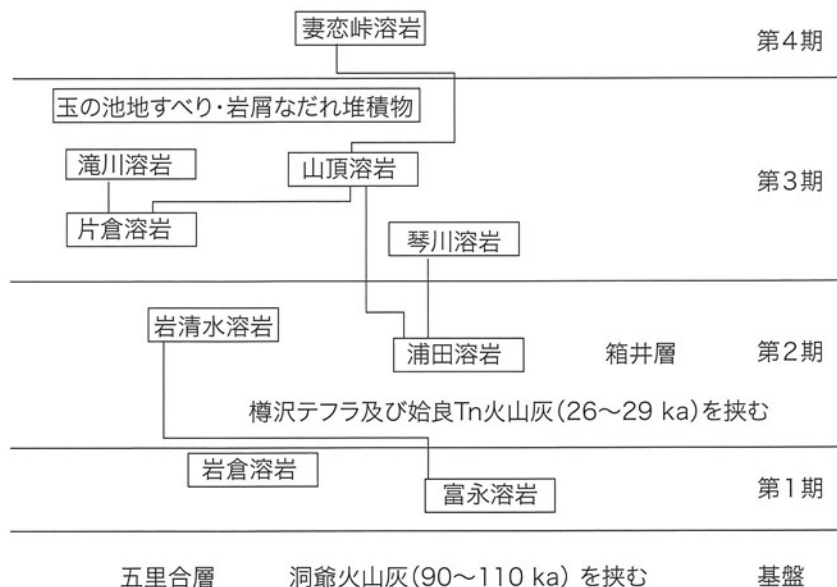 妻恋峠溶岩
第4期
玉の池地すべり・岩屑なだれ堆積物
滝川溶岩
山頂溶岩
第3期
片倉溶岩
琴川溶岩
岩清水溶岩
浦田溶岩
箱井層
第2期
樽沢テフラ及び姶良Tn火山灰(26〜29 ka)を挟む
岩倉溶岩
富永溶岩
第1期
五里合層
洞爺火山灰(90〜110 ka) を挟む
基盤